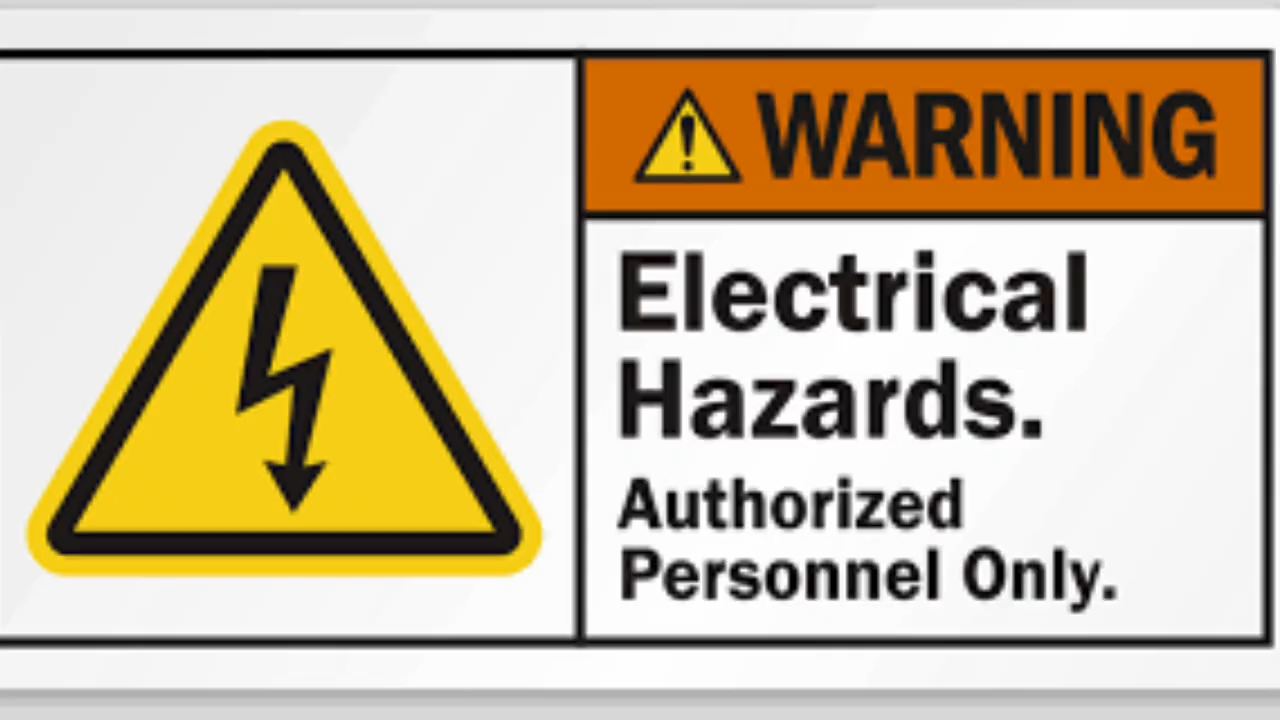 WARNING
Electrical
Hazards.
Authorized
Personnel Only.